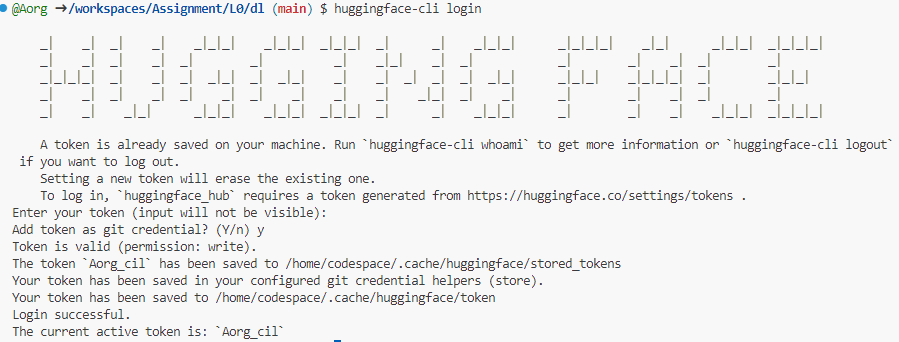 @Aorg ➜/workspaces/Assignment/L0/dl (main) $ huggingface-cli login
HUGGING FACE
A token is already saved on your machine. Run `huggingface-cli whoami` to get more information or `huggingface-cli logout`
if you want to log out.
Setting a new token will erase the existing one.
To log in, `huggingface_hub` requires a token generated from https://huggingface.co/settings/tokens .
Enter your token (input will not be visible):
Add token as git credential? (Y/n) y
Token is valid (permission: write).
The token `Aorg_cil` has been saved to /home/codespace/.cache/huggingface/stored_tokens
Your token has been saved in your configured git credential helpers (store).
Your token has been saved to /home/codespace/.cache/huggingface/token
Login successful.
The current active token is: `Aorg_cil`